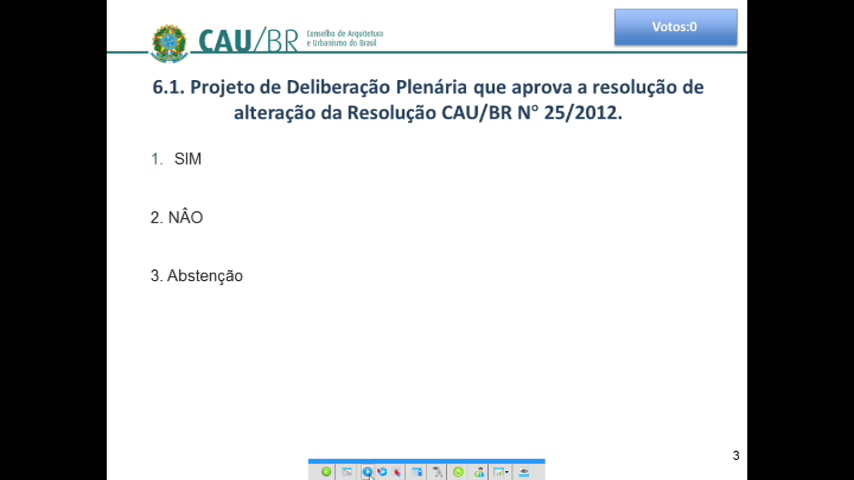 Votos:0
CAU/BR
Conselho de Arquitetura
e Urbanismo do Brasil
6.1. Projeto de Deliberação Plenária que aprova a resolução de
alteração da Resolução CAU/BR N° 25/2012.
1. SIM
2. NÂO
3. Abstenção
3